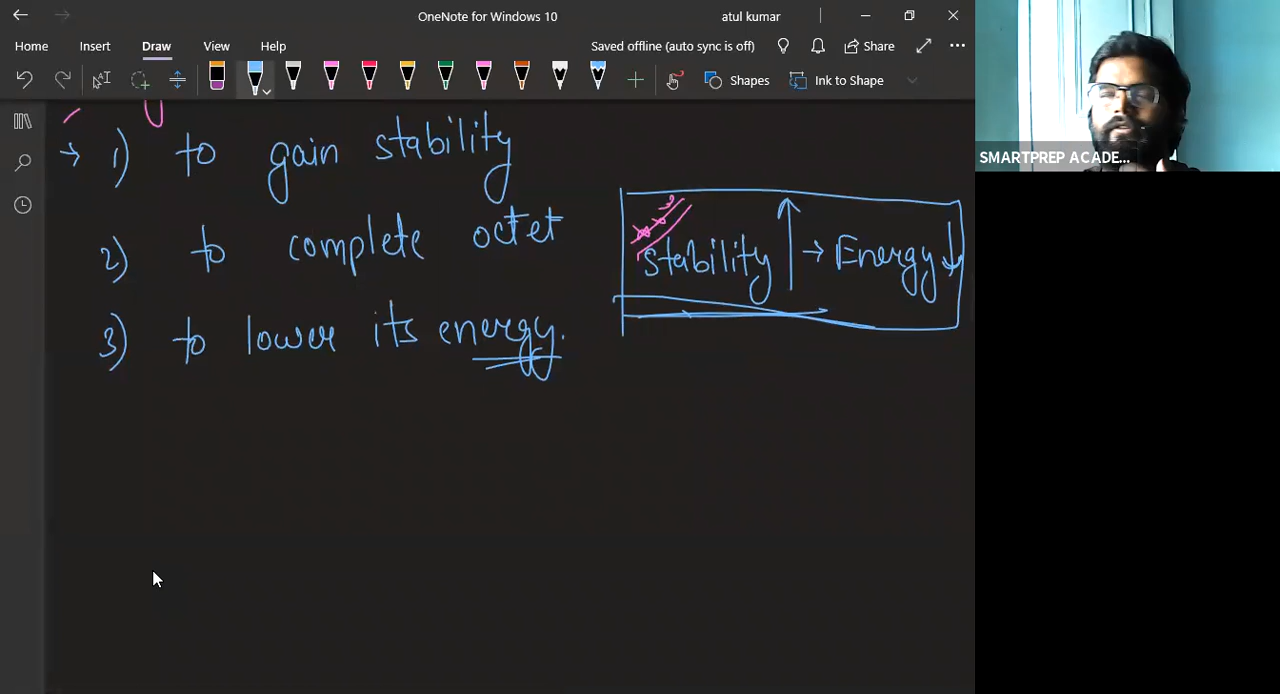 OneNote for Windows 10
atul kumar
Home Insert Draw View Help
Saved offline (auto sync is off)
Share
Shapes
Ink to Shape
→ 1) to gain stability
2) to complete octet
3) to lower its energy.
Stability ↑ → Energy ↓
SMARTPREP ACADE...